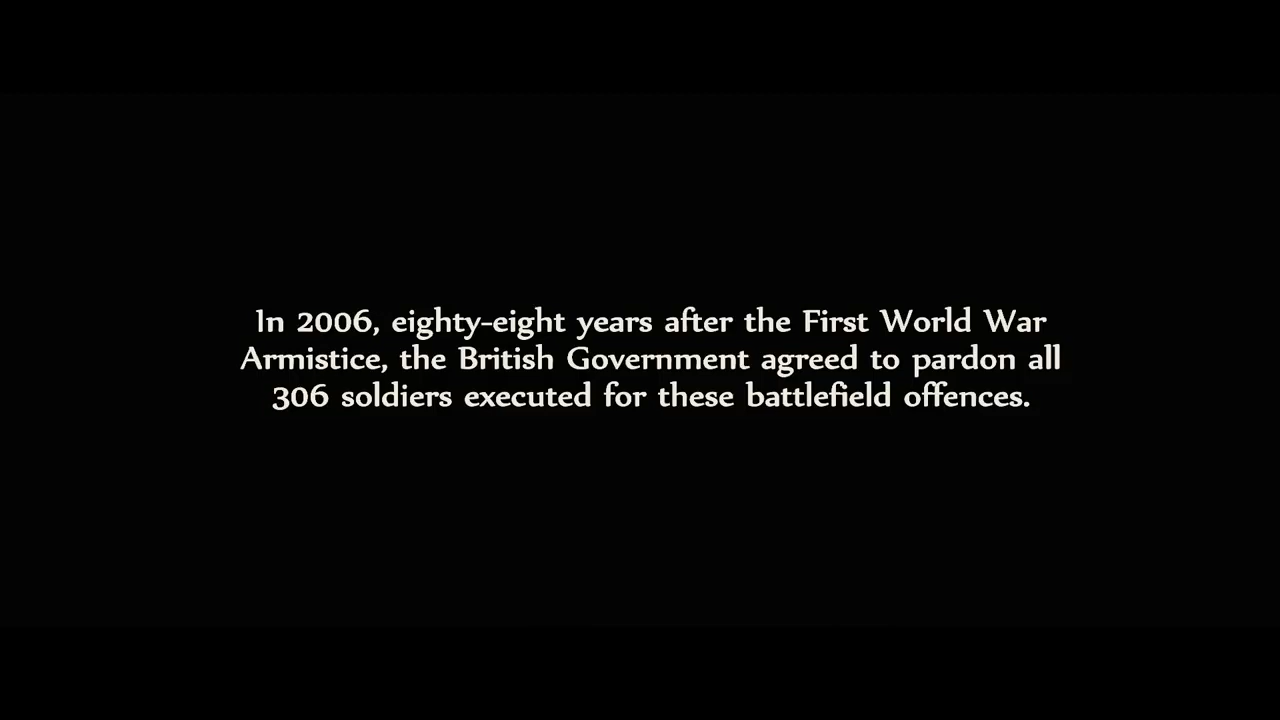 In 2006, eighty-eight years after the First World War
Armistice, the British Government agreed to pardon all
306 soldiers executed for these battlefield offences.